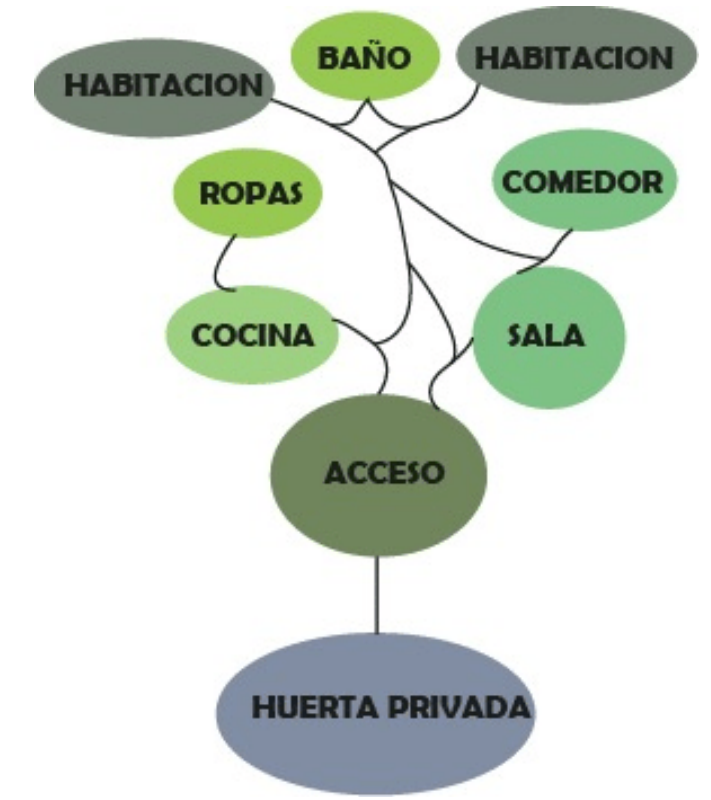 HABITACION
BAÑO
HABITACION
ROPAS
COMEDOR
COCINA
SALA
ACCESO
HUERTA PRIVADA